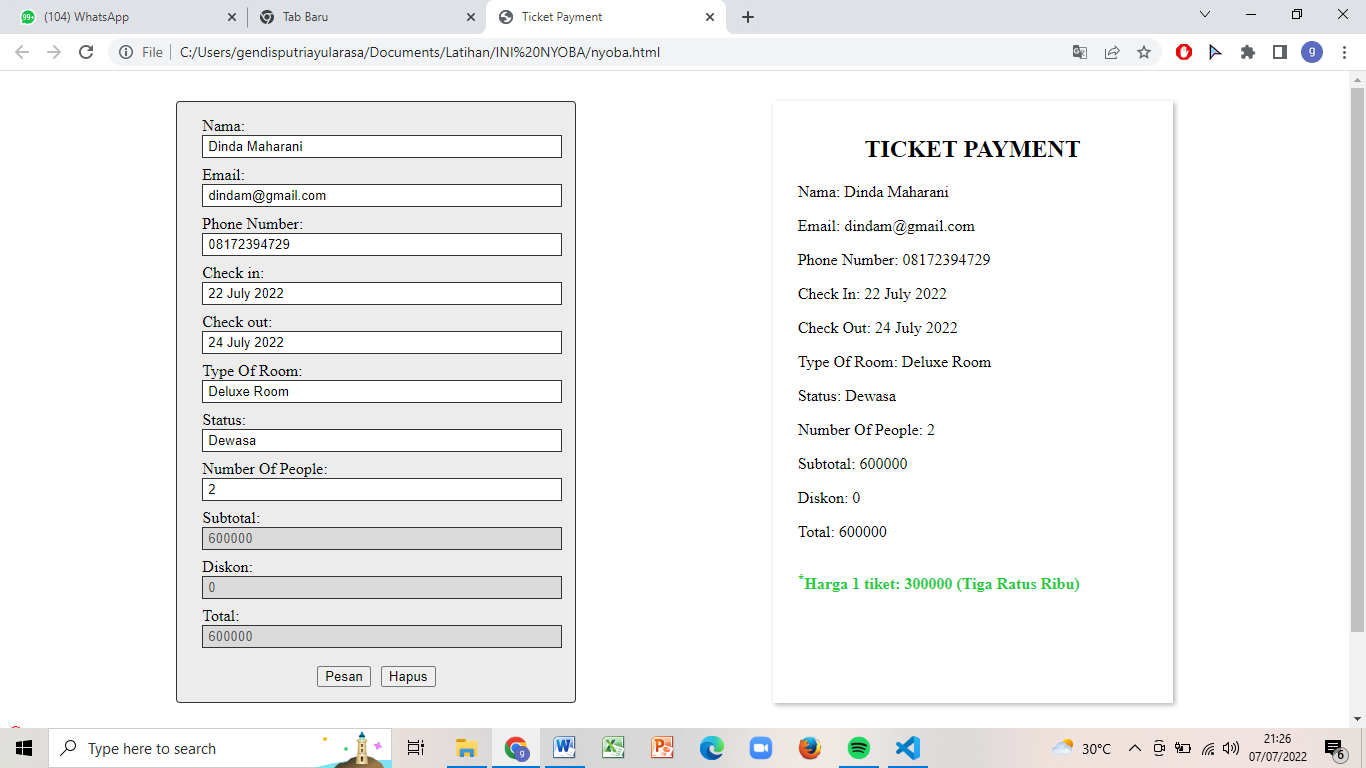 (104) WhatsApp
Tab Baru
Ticket Payment
File
C:/Users/gendisputriayularasa/Documents/Latihan/INI%20NYOBA/nyoba.html
g
Nama:
Dinda Maharani
Email:
dindam@gmail.com
Phone Number:
08172394729
Check in:
22 July 2022
Check out:
24 July 2022
Type Of Room:
Deluxe Room
Status:
Dewasa
Number Of People:
2
Subtotal:
600000
Diskon:
0
Total:
600000
Pesan
Hapus
TICKET PAYMENT
Nama: Dinda Maharani
Email: dindam@gmail.com
Phone Number: 08172394729
Check In: 22 July 2022
Check Out: 24 July 2022
Type Of Room: Deluxe Room
Status: Dewasa
Number Of People: 2
Subtotal: 600000
Diskon: 0
Total: 600000
*Harga 1 tiket: 300000 (Tiga Ratus Ribu)
Type here to search
30°C
21:26
07/07/2022
6